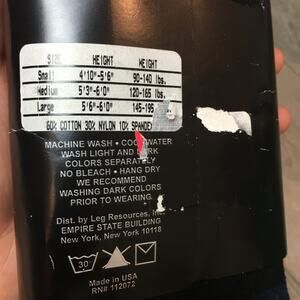 SIZE HEIGHT HEIGHT
Small 4'10"-5'6" 90-140 lbs.
Medium 5'3"-6'0" 120-165 lbs.
Large 5'6"-6'0" 145-195
60% COTTON 30% NYLON 10% SPANDEX
MACHINE WASH • COOL WATER
WASH LIGHT AND DARK
COLORS SEPARATELY
NO BLEACH • HANG DRY
WE RECOMMEND
WASHING DARK COLORS
PRIOR TO WEARING.
Dist. by Leg Resources, Inc.
EMPIRE STATE BUILDING
New York, New York 10118
30
Made in USA
RN# 112072